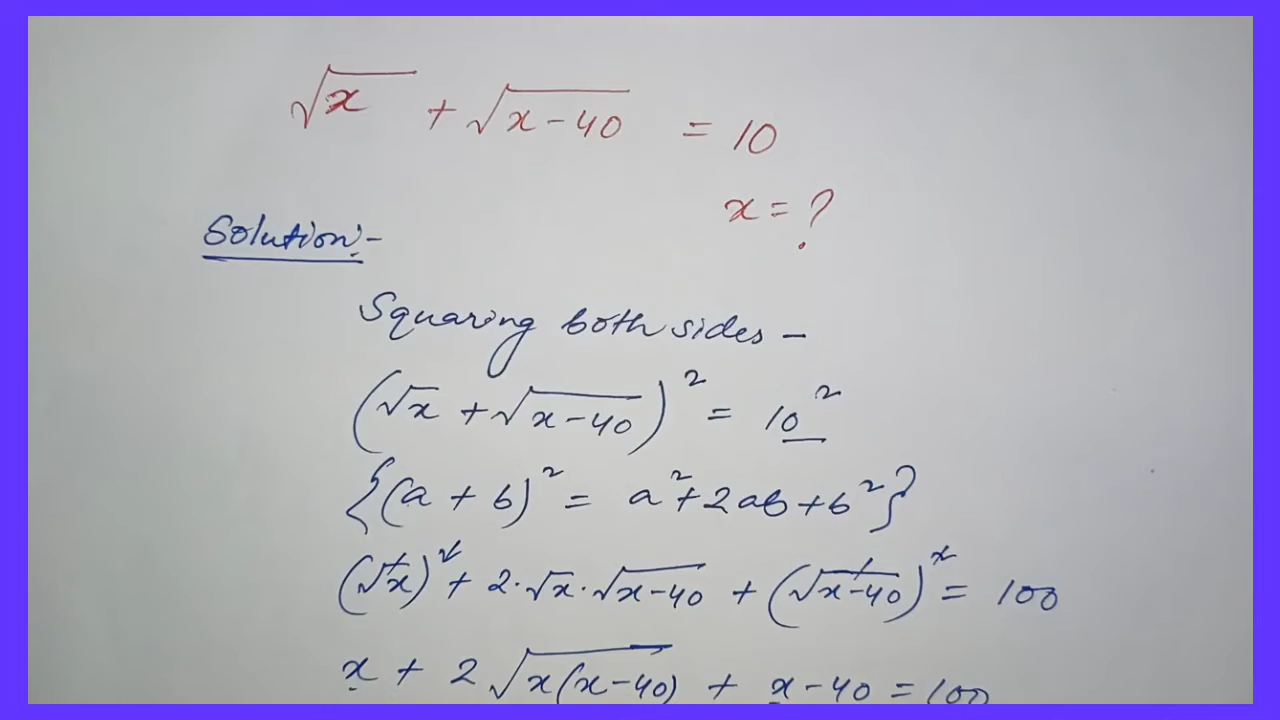 √x + √(x-40) = 10
x = ?
Solution:-
Squaring both sides -
(√x + √(x-40))² = 10²
{(a + b)² = a² + 2ab + b²}
(√x)² + 2·√x·√(x-40) + (√(x-40))² = 100
x + 2√(x(x-40)) + x-40 = 100